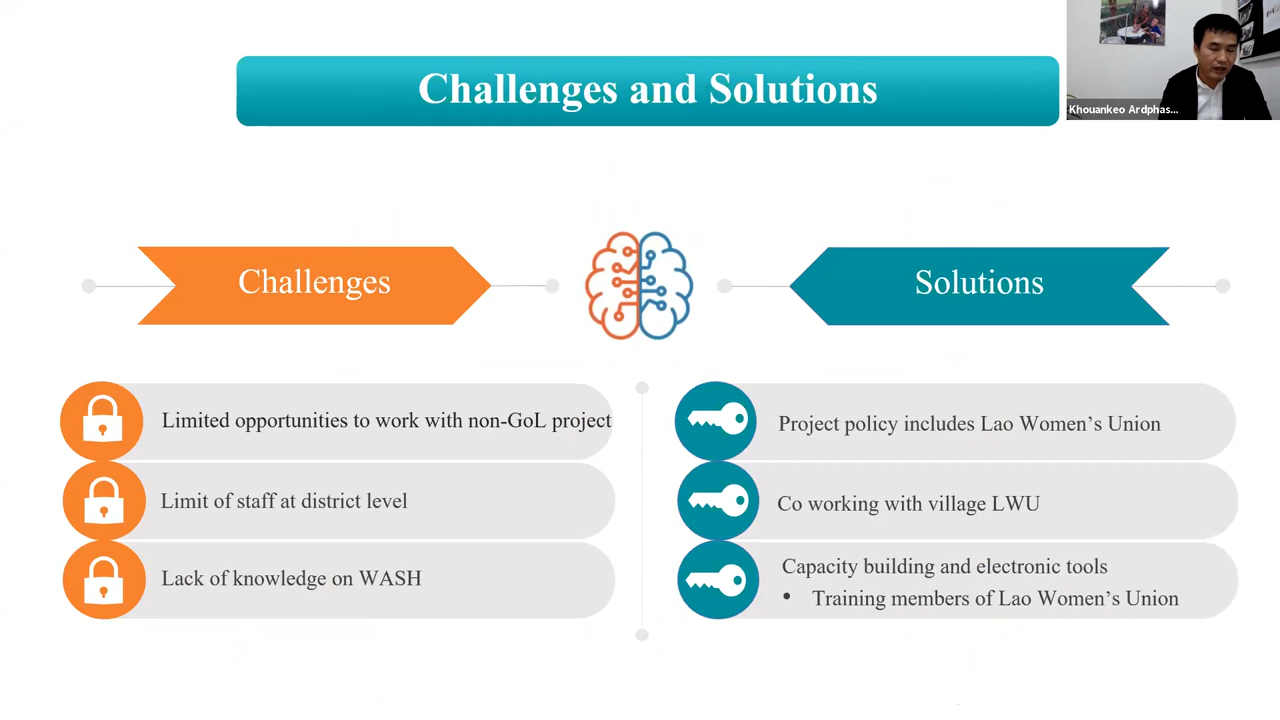 Challenges and Solutions
Khouankeo Ardphas...
Challenges
Solutions
Limited opportunities to work with non-GoL project
Limit of staff at district level
Lack of knowledge on WASH
Project policy includes Lao Women's Union
Co working with village LWU
Capacity building and electronic tools
• Training members of Lao Women's Union